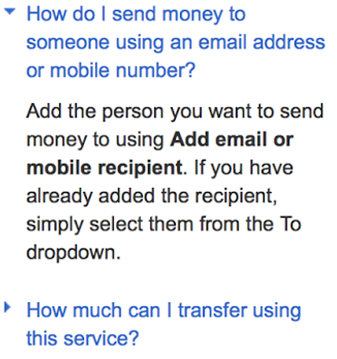 How do I send money to
someone using an email address
or mobile number?
Add the person you want to send
money to using Add email or
mobile recipient. If you have
already added the recipient,
simply select them from the To
dropdown.
How much can I transfer using
this service?